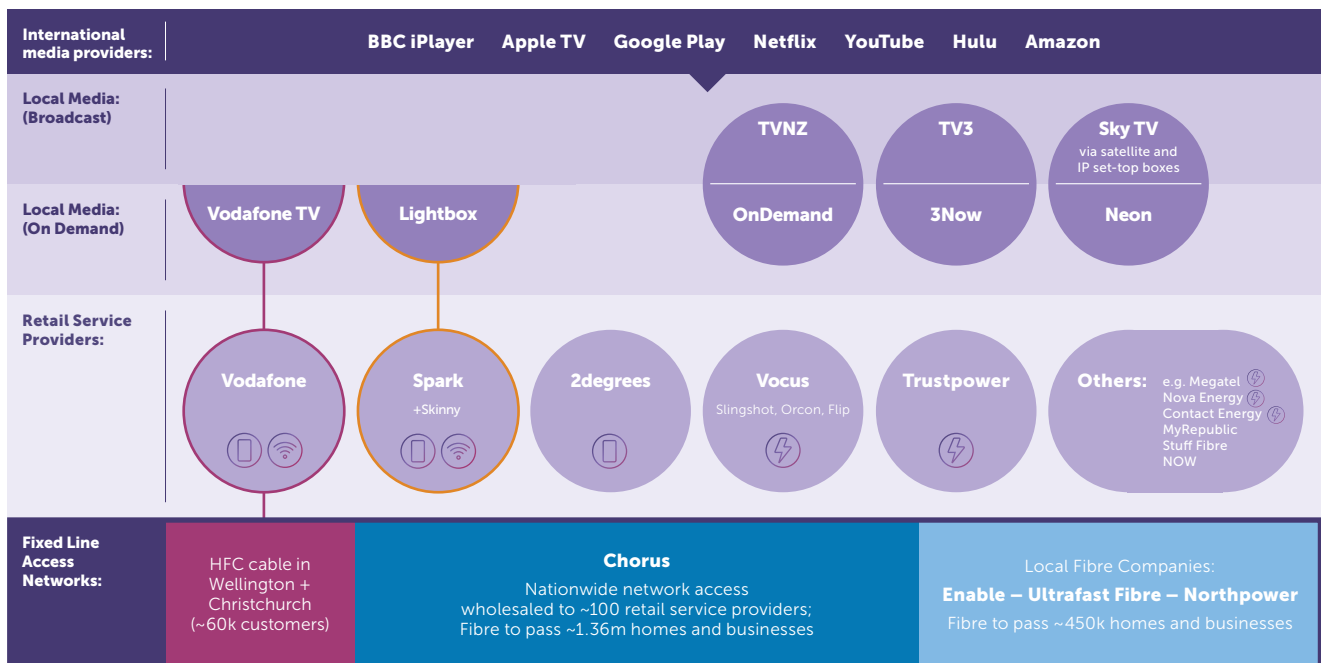 International
media providers:
BBC iPlayer Apple TV Google Play Netflix YouTube Hulu Amazon
Local Media:
(Broadcast)
TVNZ
TV3
Sky TV
via satellite and
IP set-top boxes
Local Media:
(On Demand)
Vodafone TV
Lightbox
OnDemand
3Now
Neon
Retail Service
Providers:
Vodafone
Spark
+Skinny
2degrees
Vocus
Slingshot, Orcon, Flip
Trustpower
Others:
e.g. Megatel
Nova Energy
Contact Energy
MyRepublic
Stuff Fibre
NOW
Fixed Line
Access
Networks:
HFC cable in
Wellington +
Christchurch
(~60k customers)
Chorus
Nationwide network access
wholesaled to ~100 retail service providers;
Fibre to pass ~1.36m homes and businesses
Local Fibre Companies:
Enable – Ultrafast Fibre – Northpower
Fibre to pass ~450k homes and businesses